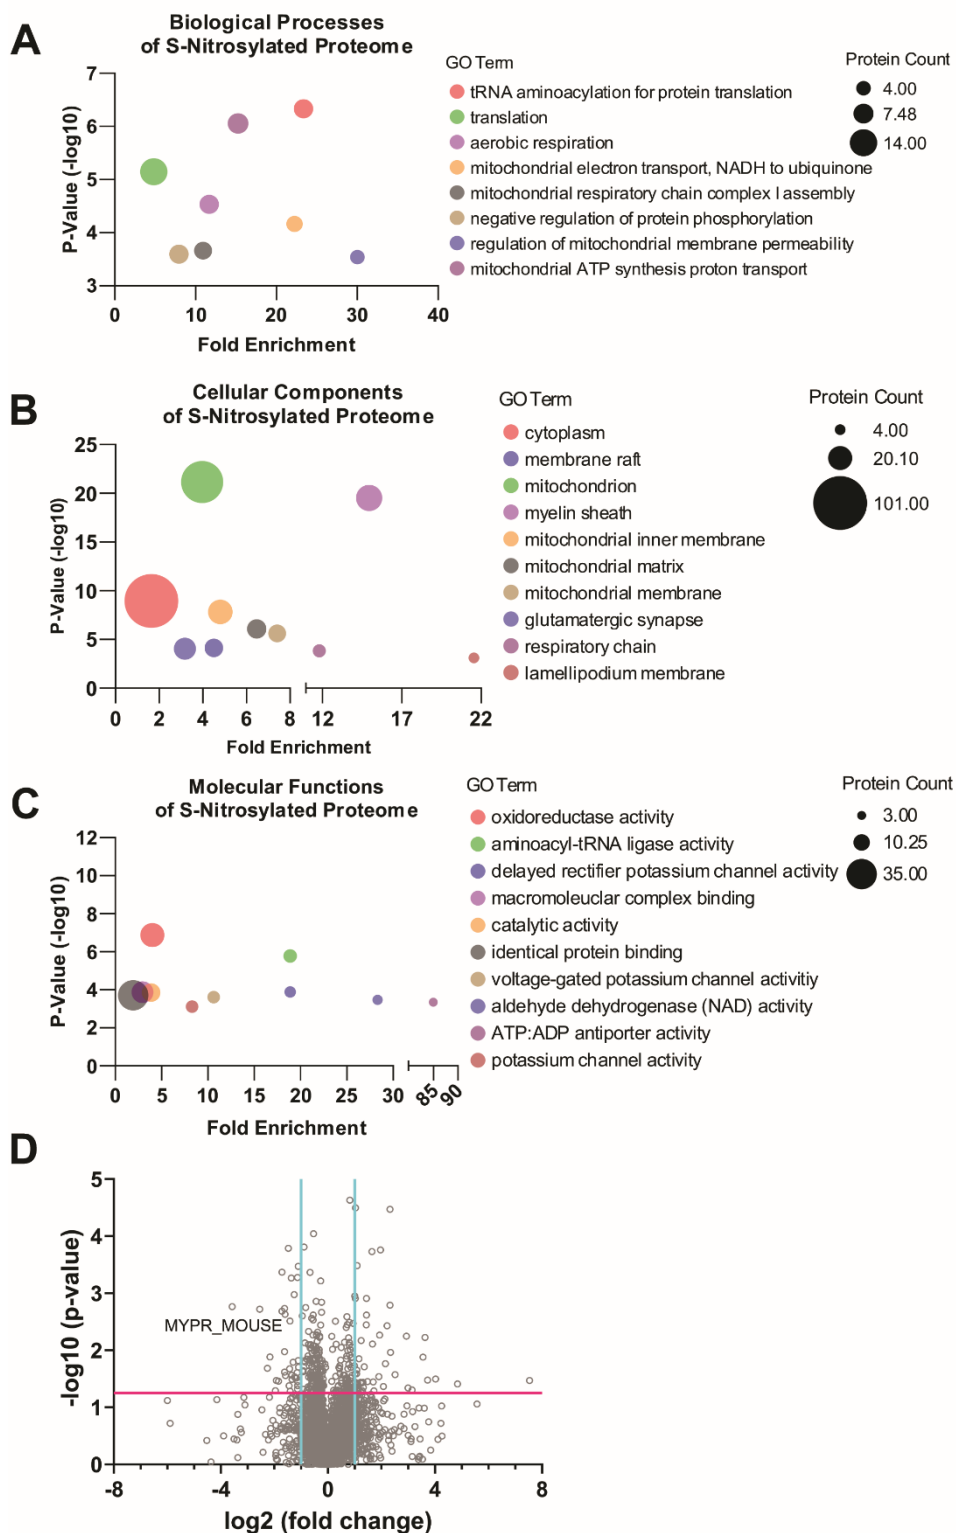 A
Biological Processes
of S-Nitrosylated Proteome
P-Value (-log10)
7
6
5
4
3
0 10 20 30 40
Fold Enrichment
GO Term
tRNA aminoacylation for protein translation
translation
aerobic respiration
mitochondrial electron transport, NADH to ubiquinone
mitochondrial respiratory chain complex I assembly
negative regulation of protein phosphorylation
regulation of mitochondrial membrane permeability
mitochondrial ATP synthesis proton transport
Protein Count
4.00
7.48
14.00
B
Cellular Components
of S-Nitrosylated Proteome
P-Value (-log10)
25
20
15
10
5
0
0 2 4 6 8 12 17 22
Fold Enrichment
GO Term
cytoplasm
membrane raft
mitochondrion
myelin sheath
mitochondrial inner membrane
mitochondrial matrix
mitochondrial membrane
glutamatergic synapse
respiratory chain
lamellipodium membrane
Protein Count
4.00
20.10
101.00
C
Molecular Functions
of S-Nitrosylated Proteome
P-Value (-log10)
12
10
8
6
4
2
0
0 5 10 15 20 25 30 85 90
Fold Enrichment
GO Term
oxidoreductase activity
aminoacyl-tRNA ligase activity
delayed rectifier potassium channel activity
macromoleuclar complex binding
catalytic activity
identical protein binding
voltage-gated potassium channel activitiy
aldehyde dehydrogenase (NAD) activity
ATP:ADP antiporter activity
potassium channel activity
Protein Count
3.00
10.25
35.00
D
-log10 (p-value)
5
4
3
2
1
0
MYPR_MOUSE
-8 -4 0 4 8
log2 (fold change)